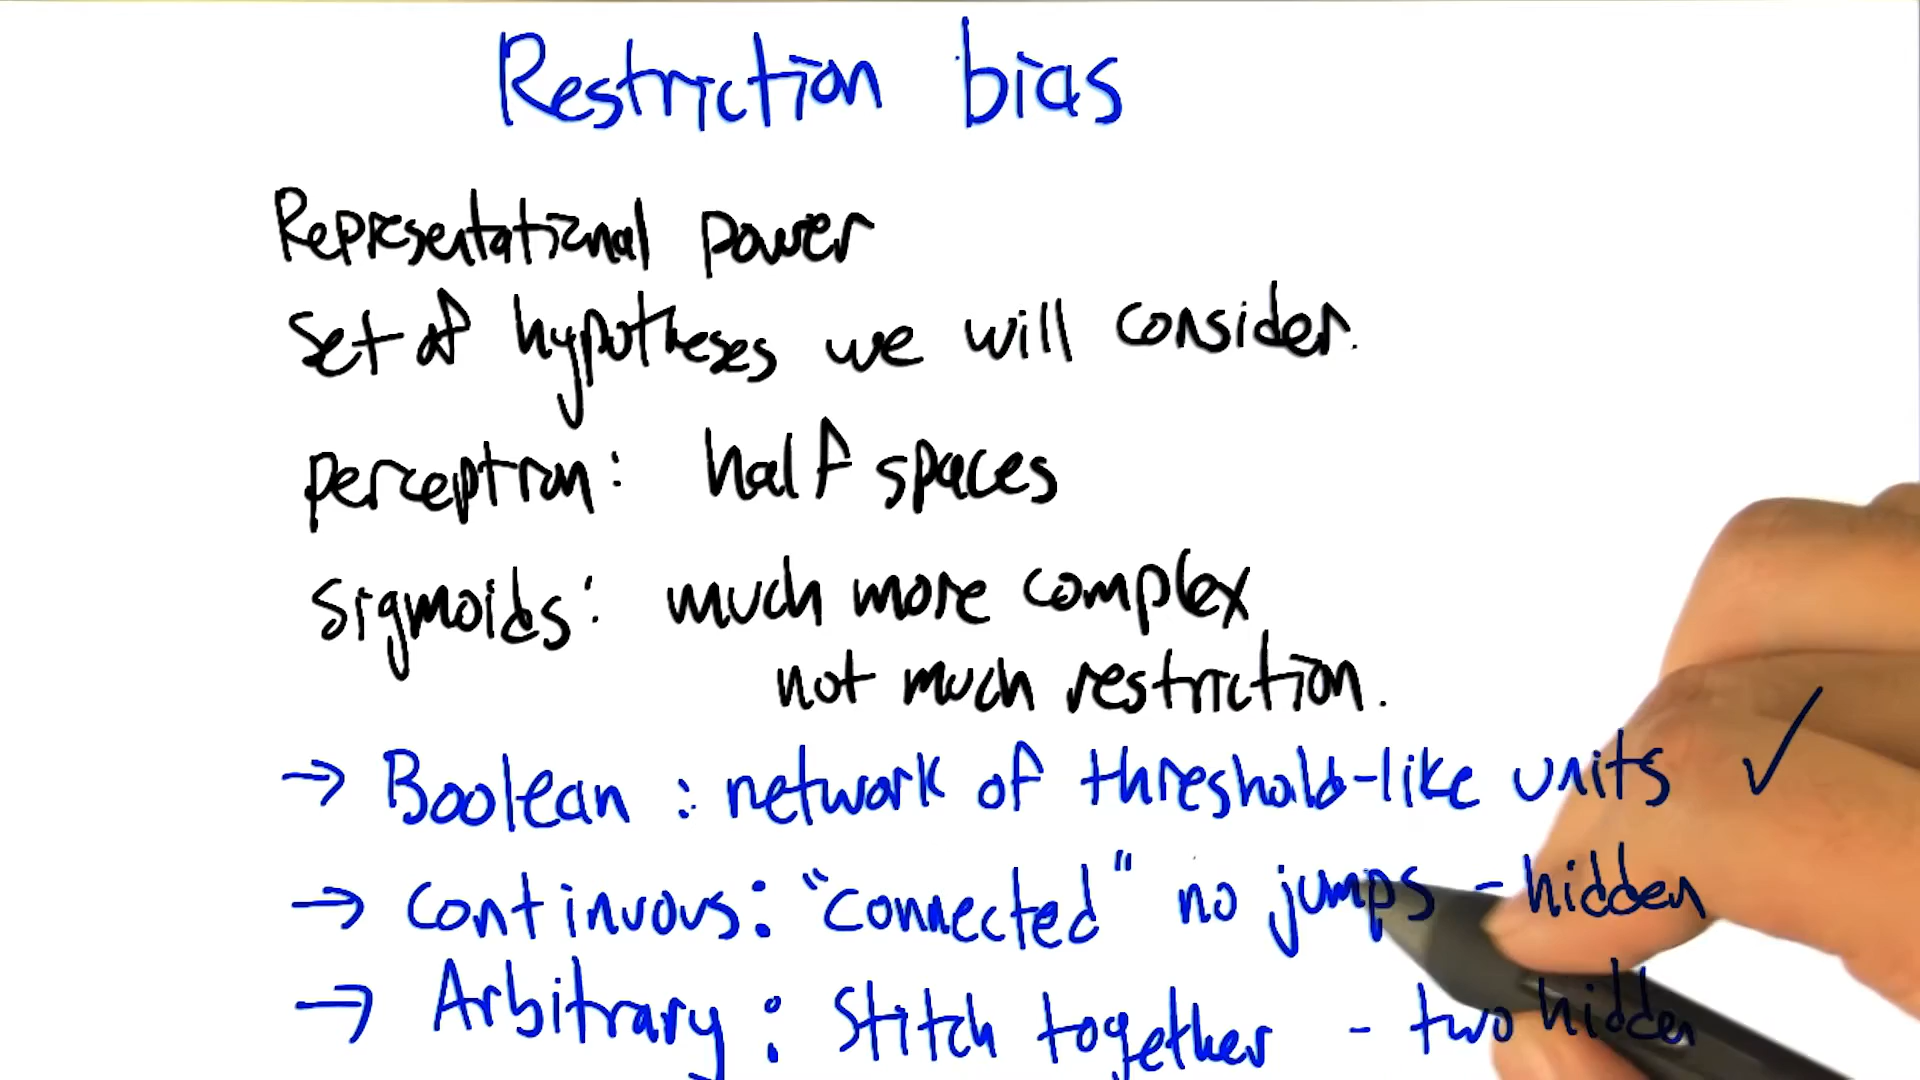 Restriction bias
Representational power
set of hypotheses we will consider.
perceptron: half spaces
sigmoids: much more complex
not much restriction.
→ Boolean : network of threshold-like units ✓
→ continuous: "connected" no jumps - hidden
→ Arbitrary: stitch together - two hidden